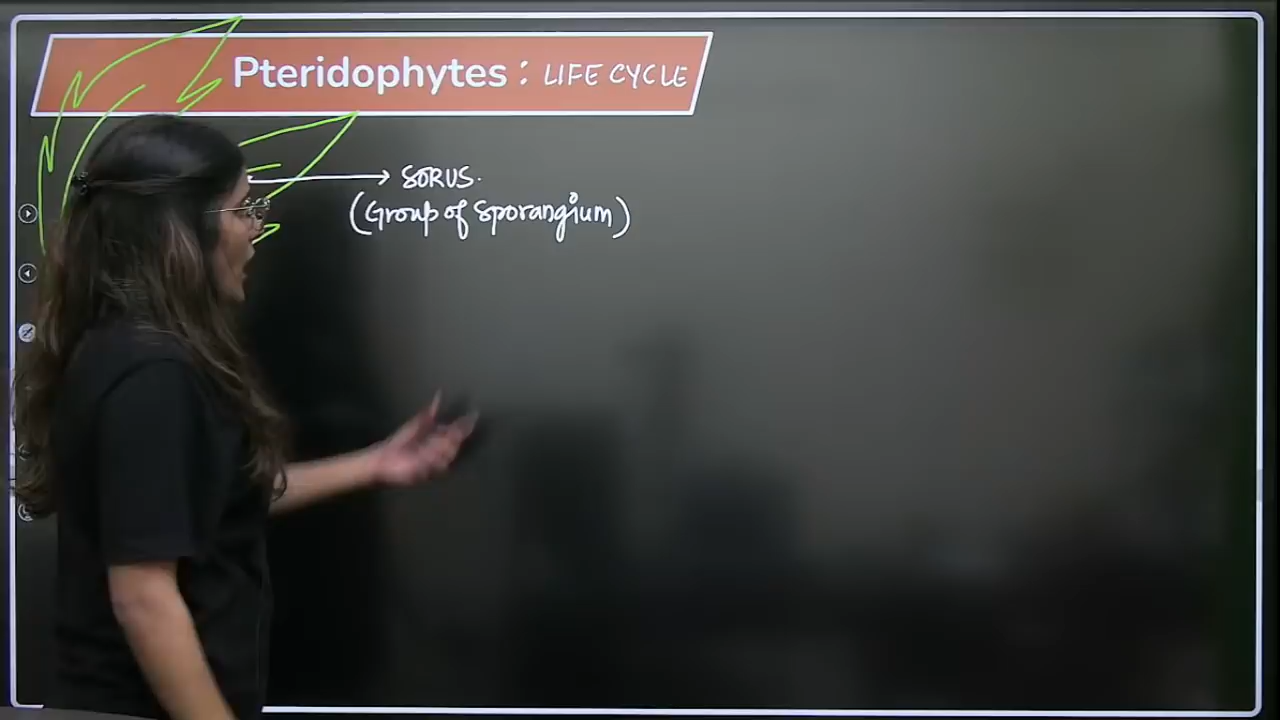 Pteridophytes : LIFE CYCLE
SORUS.
(Group of Sporangium)